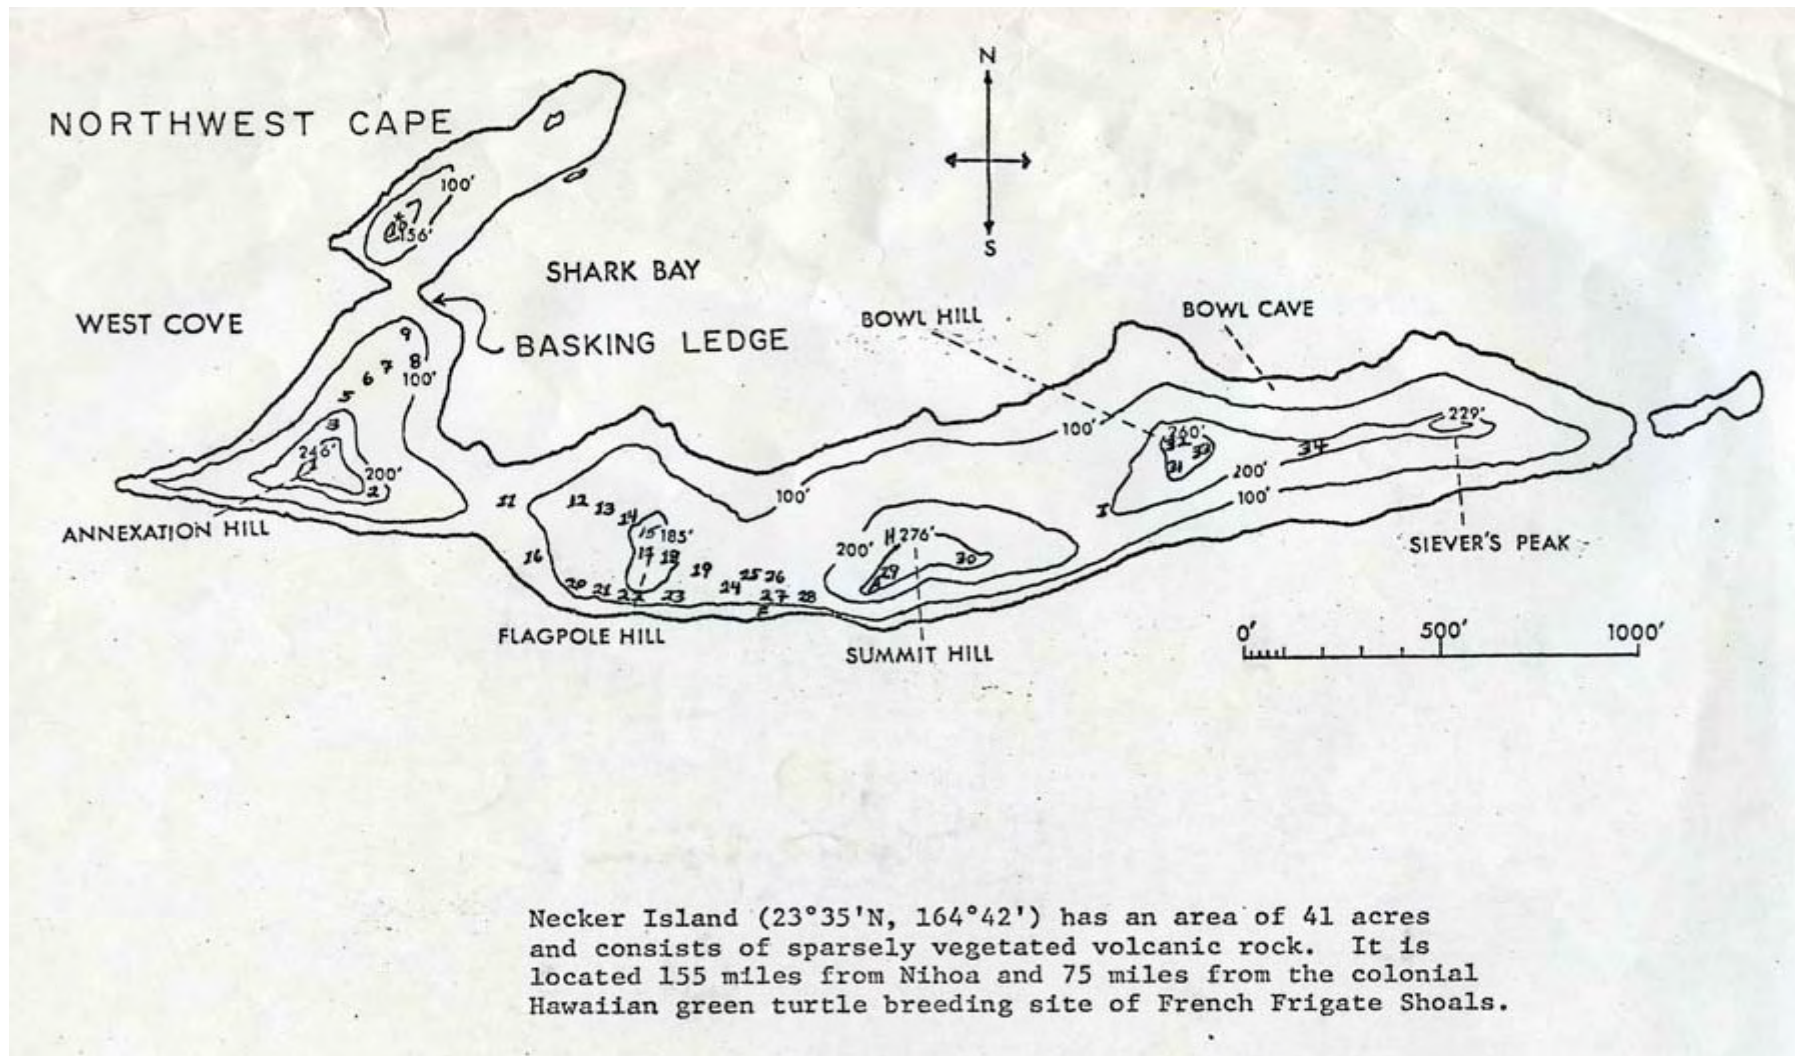 N
NORTHWEST CAPE
100'
156'
S
SHARK BAY
WEST COVE
BASKING LEDGE
BOWL HILL
BOWL CAVE
9
8
7
6
100'
5
3
246'
200'
2
ANNEXATION HILL
11
12
13
14
15
185'
16
17
18
19
20
21
22
23
24
25
26
27
28
F
FLAGPOLE HILL
100'
200'
H 276'
29
A
30
SUMMIT HILL
100'
260'
32
33
31
I
34
200'
100'
229'
SIEVER'S PEAK
0' 500' 1000'
Necker Island (23°35'N, 164°42') has an area of 41 acres
and consists of sparsely vegetated volcanic rock. It is
located 155 miles from Nihoa and 75 miles from the colonial
Hawaiian green turtle breeding site of French Frigate Shoals.